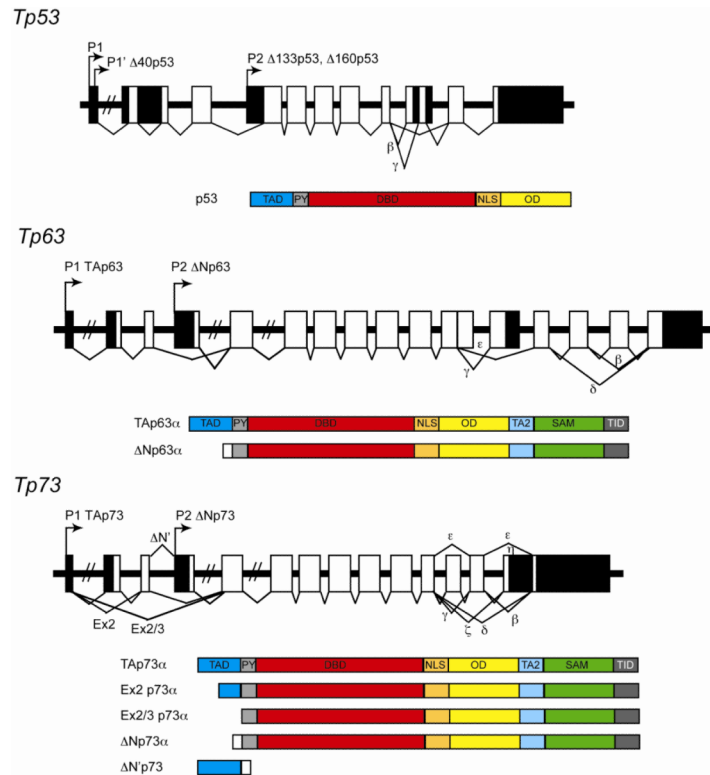 Tp53
P1
P1' Δ40p53
P2 Δ133p53, Δ160p53
β
γ
p53
TAD PY DBD NLS OD
Tp63
P1 TAp63
P2 ΔNp63
ε
γ
β
δ
TAp63α
TAD PY DBD NLS OD TA2 SAM TID
ΔNp63α
Tp73
P1 TAp73
ΔN'
P2 ΔNp73
ε
ε
η
Ex2
Ex2/3
γ
ζ
δ
β
TAp73α
TAD PY DBD NLS OD TA2 SAM TID
Ex2 p73α
Ex2/3 p73α
ΔNp73α
ΔN'p73